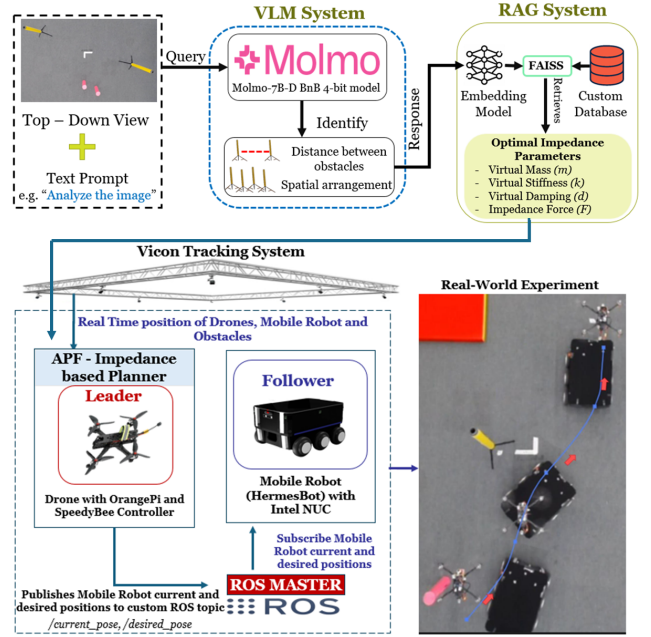 VLM System
RAG System
Query
Molmo
Molmo-7B-D BnB 4-bit model
Identify
Distance between
obstacles
Spatial arrangement
Response
Top – Down View
Text Prompt
e.g. “Analyze the image”
FAISS
Embedding
Model
Retrieves
Custom
Database
Optimal Impedance
Parameters
- Virtual Mass (m)
- Virtual Stiffness (k)
- Virtual Damping (d)
- Impedance Force (F)
Vicon Tracking System
Real Time position of Drones, Mobile Robot and
Obstacles
APF - Impedance
based Planner
Leader
Drone with OrangePi and
SpeedyBee Controller
Follower
Mobile Robot
(HermesBot) with
Intel NUC
Subscribe Mobile
Robot current and
desired positions
Publishes Mobile Robot current and
desired positions to custom ROS topic
/current_pose, /desired_pose
ROS MASTER
ROS
Real-World Experiment